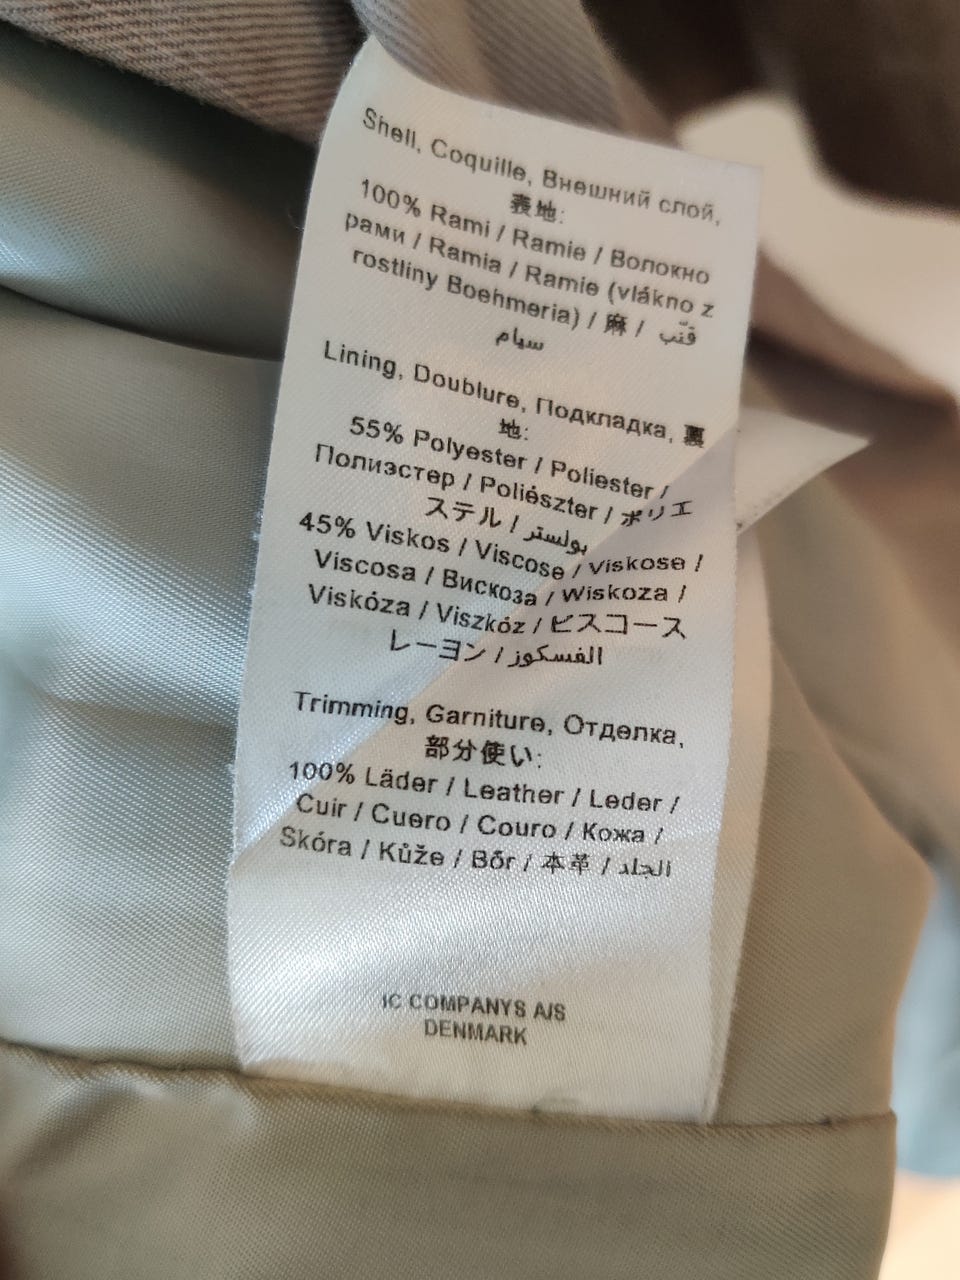 Shell, Coquille, Внешний слой,
表地:
100% Rami / Ramie / Волокно
рами / Ramia / Ramie (vlákno z
rostliny Boehmeria) / 麻 / قنّب
سيام
Lining, Doublure, Подкладка, 裏
地:
55% Polyester / Poliester /
Полиэстер / Poliészter / ポリエ
ステル / بولستر
45% Viskos / Viscose / Viskose /
Viscosa / Вискоза / Wiskoza /
Viskóza / Viszkóz / ビスコース
レーヨン / الفسكوز
Trimming, Garniture, Отделка,
部分使い:
100% Läder / Leather / Leder /
Cuir / Cuero / Couro / Кожа /
Skóra / Kůže / Bőr / 本革 / الجلد
IC COMPANYS A/S
DENMARK